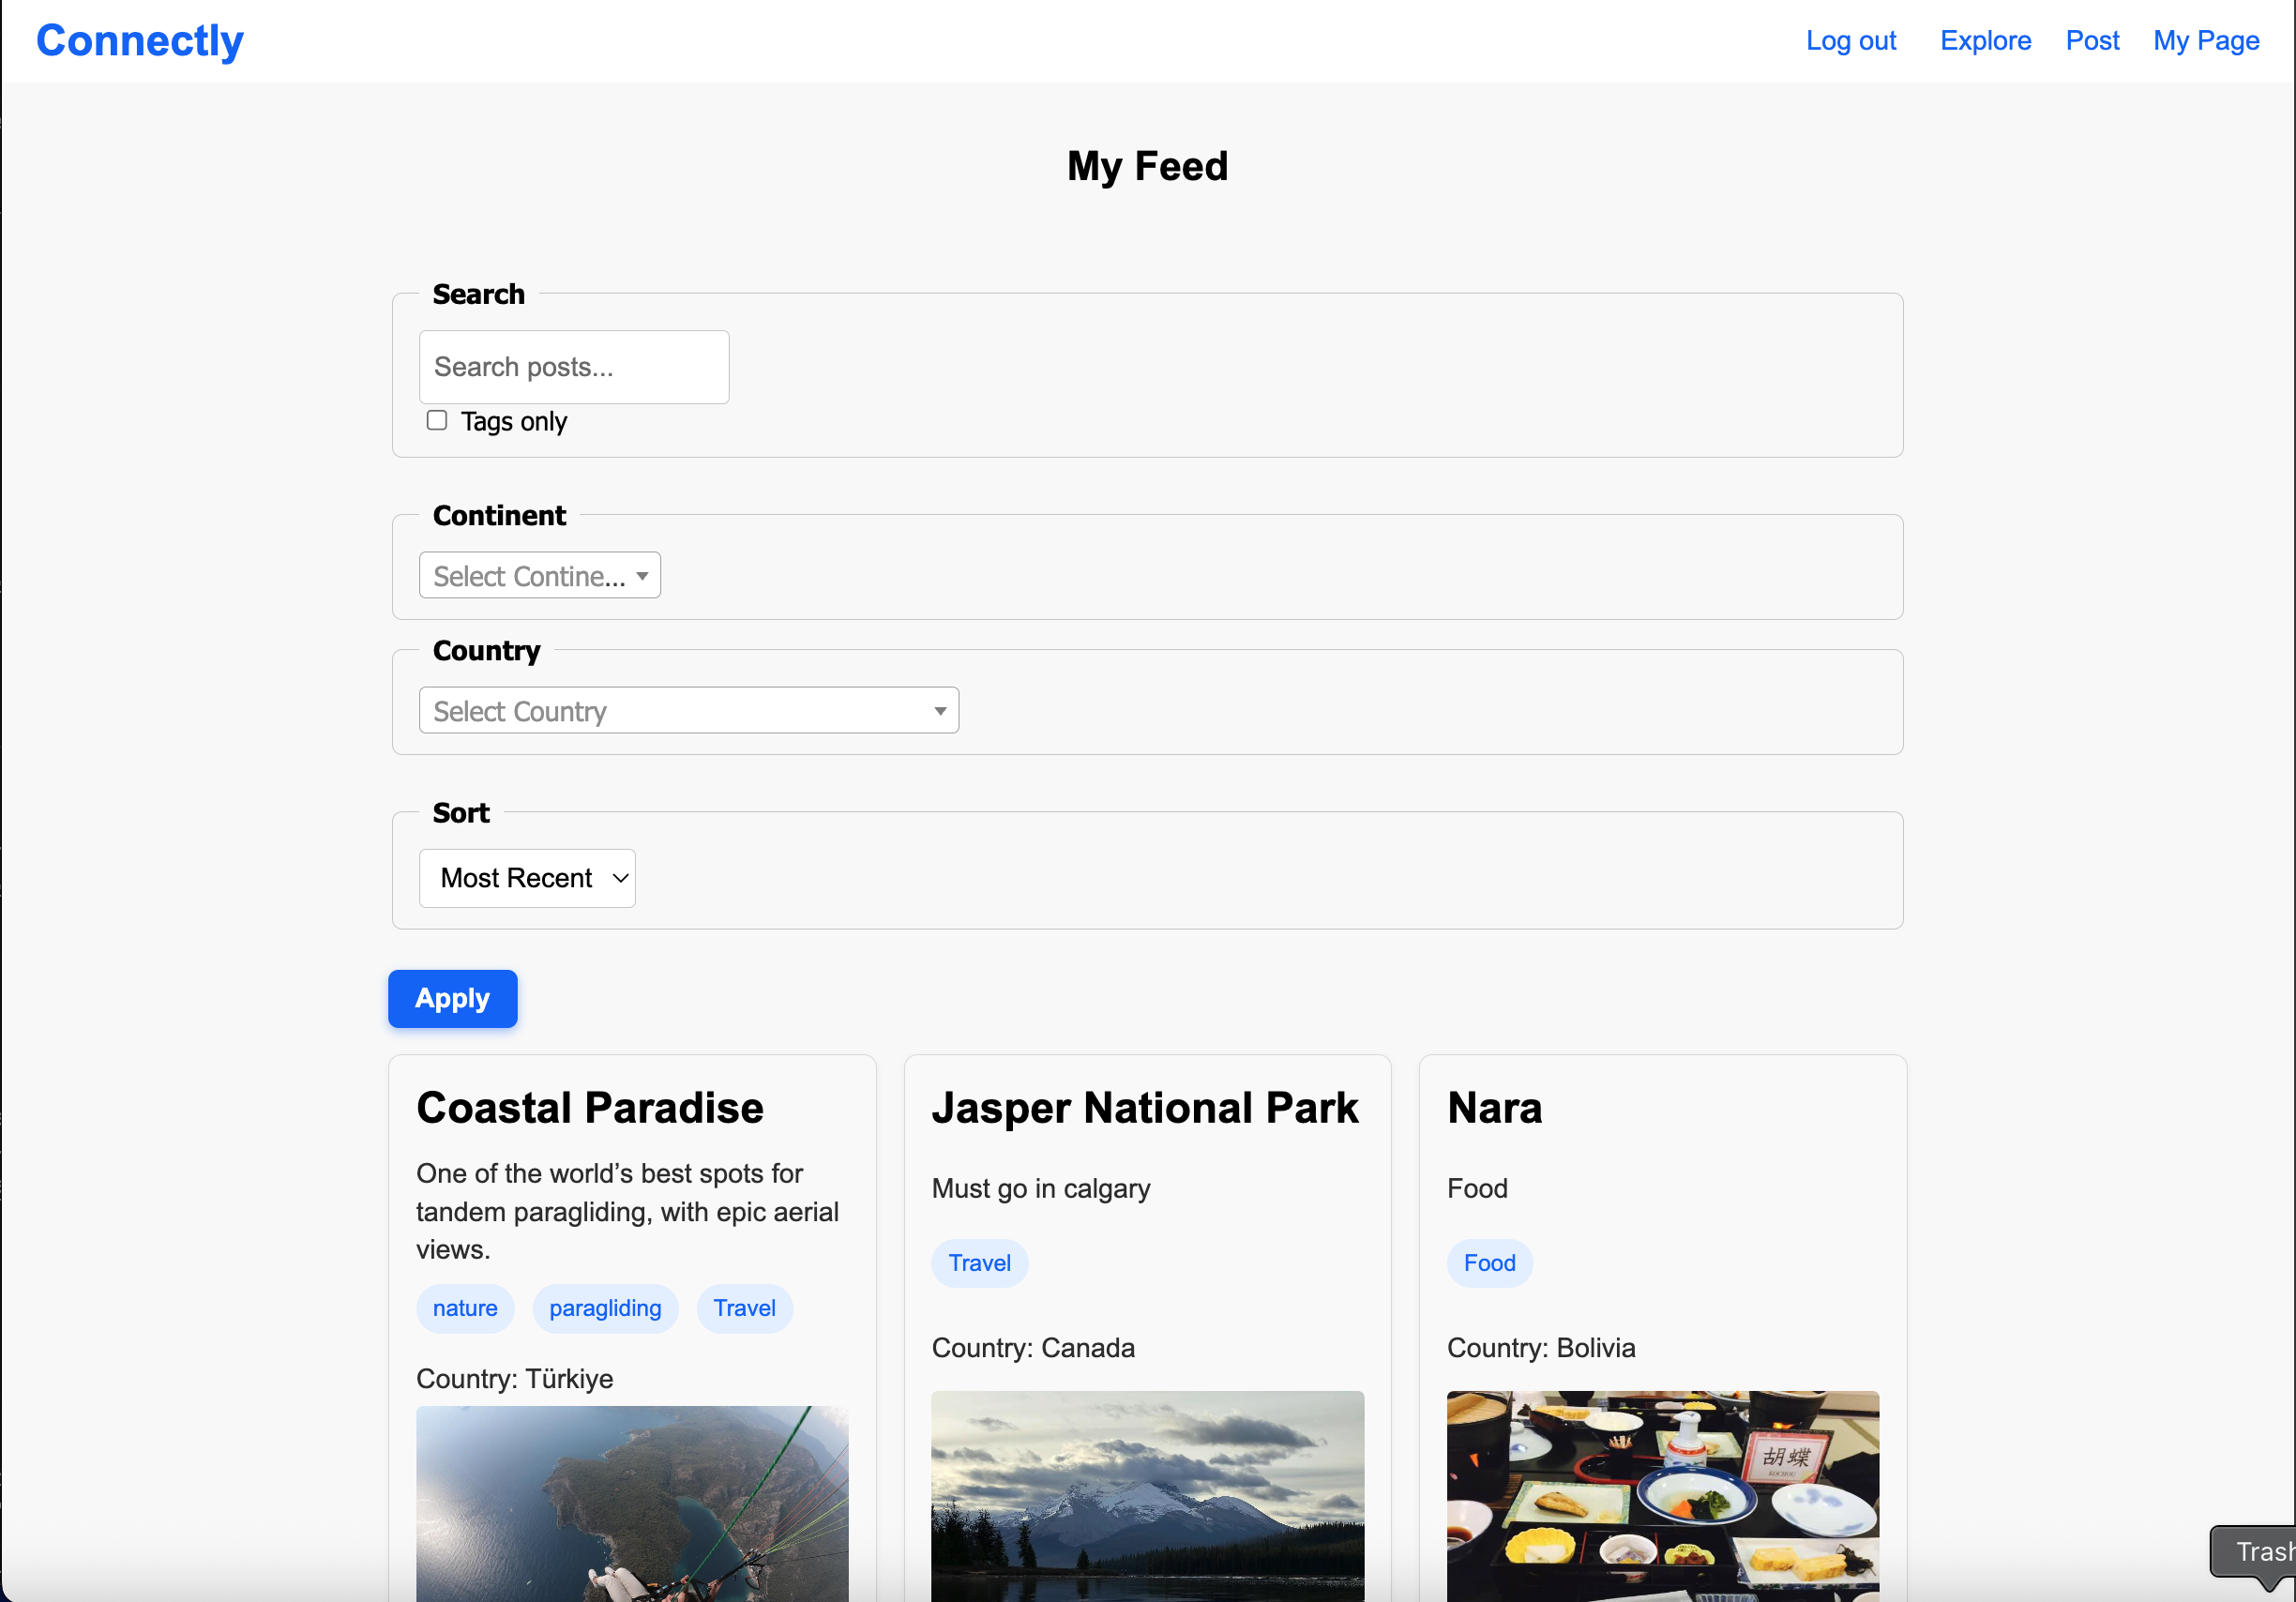 Connectly
Log out Explore Post My Page
My Feed
Search
Search posts...
Tags only
Continent
Select Contine...
Country
Select Country
Sort
Most Recent
Apply
Coastal Paradise
One of the world’s best spots for
tandem paragliding, with epic aerial
views.
nature paragliding Travel
Country: Türkiye
Jasper National Park
Must go in calgary
Travel
Country: Canada
Nara
Food
Food
Country: Bolivia
胡蝶
KOCHOU
Trash